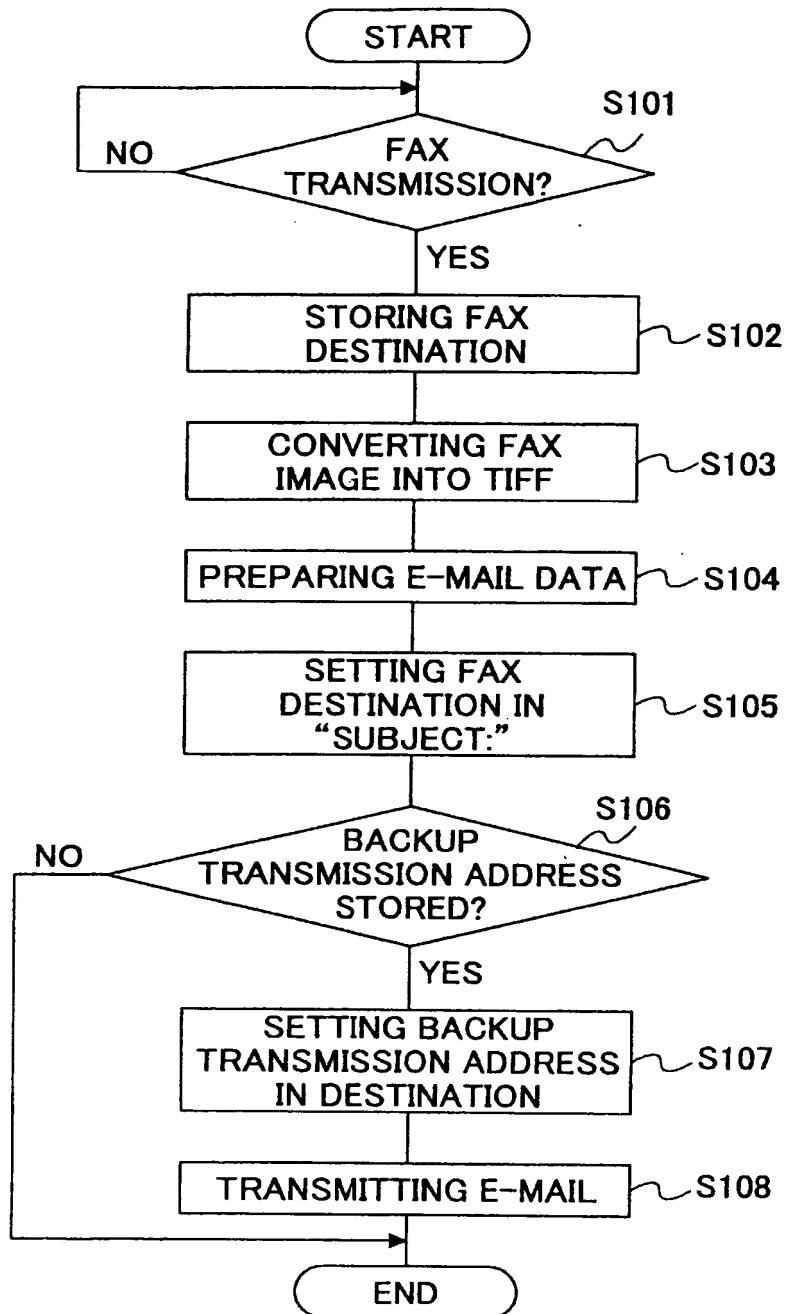 START
S101
FAX
TRANSMISSION?
NO
YES
STORING FAX
DESTINATION
S102
CONVERTING FAX
IMAGE INTO TIFF
S103
PREPARING E-MAIL DATA
S104
SETTING FAX
DESTINATION IN
“SUBJECT:”
S105
S106
BACKUP
TRANSMISSION ADDRESS
STORED?
NO
YES
SETTING BACKUP
TRANSMISSION ADDRESS
IN DESTINATION
S107
TRANSMITTING E-MAIL
S108
END